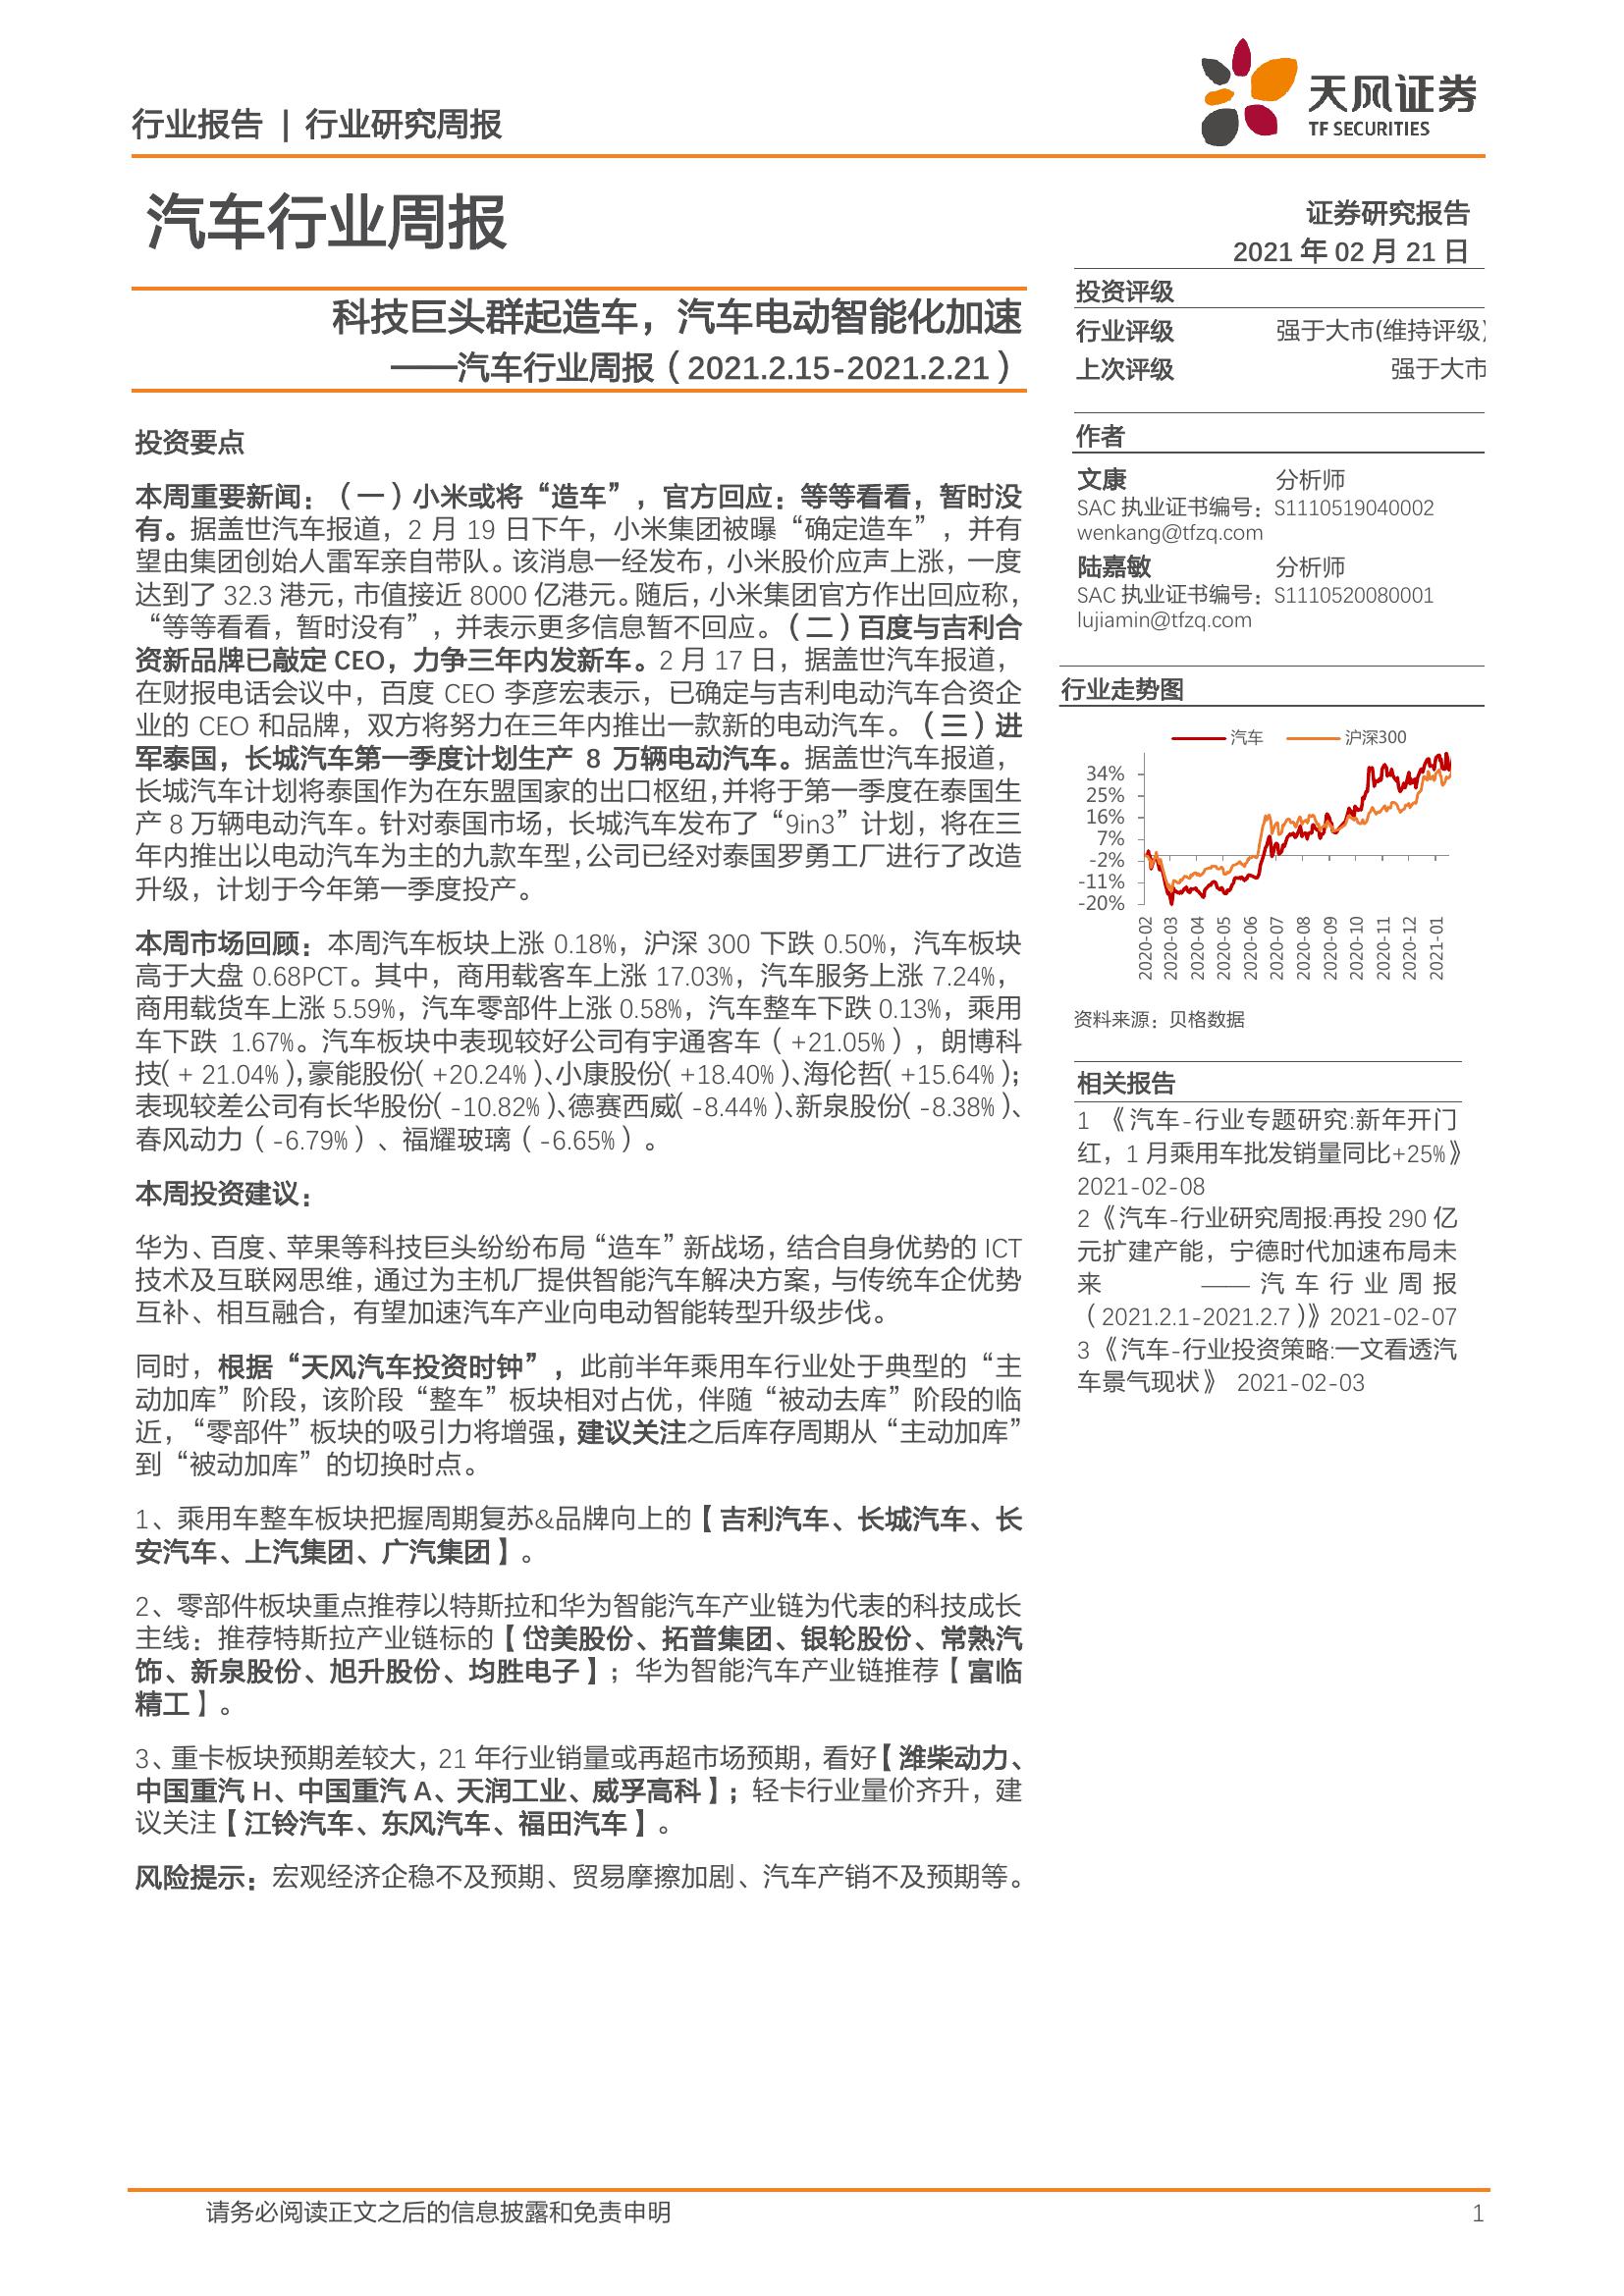 行业报告 | 行业研究周报
天风证券
TF SECURITIES
汽车行业周报
证券研究报告
2021 年 02 月 21 日
科技巨头群起造车，汽车电动智能化加速
——汽车行业周报（2021.2.15-2021.2.21）
投资要点
本周重要新闻：（一）小米或将“造车”，官方回应：等等看看，暂时没
有。据盖世汽车报道，2 月 19 日下午，小米集团被曝“确定造车”，并有
望由集团创始人雷军亲自带队。该消息一经发布，小米股价应声上涨，一度
达到了 32.3 港元，市值接近 8000 亿港元。随后，小米集团官方作出回应称，
“等等看看，暂时没有”，并表示更多信息暂不回应。（二）百度与吉利合
资新品牌已敲定 CEO，力争三年内发新车。2 月 17 日，据盖世汽车报道，
在财报电话会议中，百度 CEO 李彦宏表示，已确定与吉利电动汽车合资企
业的 CEO 和品牌，双方将努力在三年内推出一款新的电动汽车。（三）进
军泰国，长城汽车第一季度计划生产 8 万辆电动汽车。据盖世汽车报道，
长城汽车计划将泰国作为在东盟国家的出口枢纽，并将于第一季度在泰国生
产 8 万辆电动汽车。针对泰国市场，长城汽车发布了“9in3”计划，将在三
年内推出以电动汽车为主的九款车型，公司已经对泰国罗勇工厂进行了改造
升级，计划于今年第一季度投产。
本周市场回顾：本周汽车板块上涨 0.18%，沪深 300 下跌 0.50%，汽车板块
高于大盘 0.68PCT。其中，商用载客车上涨 17.03%，汽车服务上涨 7.24%，
商用载货车上涨 5.59%，汽车零部件上涨 0.58%，汽车整车下跌 0.13%，乘用
车下跌 1.67%。汽车板块中表现较好公司有宇通客车（+21.05%），朗博科
技（+ 21.04%），豪能股份（+20.24%）、小康股份（+18.40%）、海伦哲（+15.64%）；
表现较差公司有长华股份（-10.82%）、德赛西威（-8.44%）、新泉股份（-8.38%）、
春风动力（-6.79%）、福耀玻璃（-6.65%）。
本周投资建议：
华为、百度、苹果等科技巨头纷纷布局“造车”新战场，结合自身优势的 ICT
技术及互联网思维，通过为主机厂提供智能汽车解决方案，与传统车企优势
互补、相互融合，有望加速汽车产业向电动智能转型升级步伐。
同时，根据“天风汽车投资时钟”，此前半年乘用车行业处于典型的“主
动加库”阶段，该阶段“整车”板块相对占优，伴随“被动去库”阶段的临
近，“零部件”板块的吸引力将增强，建议关注之后库存周期从“主动加库”
到“被动加库”的切换时点。
1、乘用车整车板块把握周期复苏&品牌向上的【吉利汽车、长城汽车、长
安汽车、上汽集团、广汽集团】。
2、零部件板块重点推荐以特斯拉和华为智能汽车产业链为代表的科技成长
主线：推荐特斯拉产业链标的【岱美股份、拓普集团、银轮股份、常熟汽
饰、新泉股份、旭升股份、均胜电子】；华为智能汽车产业链推荐【富临
精工】。
3、重卡板块预期差较大，21 年行业销量或再超市场预期，看好【潍柴动力、
中国重汽 H、中国重汽 A、天润工业、威孚高科】；轻卡行业量价齐升，建
议关注【江铃汽车、东风汽车、福田汽车】。
风险提示：宏观经济企稳不及预期、贸易摩擦加剧、汽车产销不及预期等。
投资评级
行业评级 强于大市(维持评级)
上次评级 强于大市
作者
文康 分析师
SAC 执业证书编号：S1110519040002
wenkang@tfzq.com
陆嘉敏 分析师
SAC 执业证书编号：S1110520080001
lujiamin@tfzq.com
行业走势图
汽车 沪深300
34%
25%
16%
7%
-2%
-11%
-20%
2020-02
2020-03
2020-04
2020-05
2020-06
2020-07
2020-08
2020-09
2020-10
2020-11
2020-12
2021-01
资料来源：贝格数据
相关报告
1 《汽车-行业专题研究:新年开门
红，1 月乘用车批发销量同比+25%》
2021-02-08
2 《汽车-行业研究周报:再投 290 亿
元扩建产能，宁德时代加速布局未
来 ——汽车行业周报
（2021.2.1-2021.2.7）》 2021-02-07
3 《汽车-行业投资策略:一文看透汽
车景气现状》 2021-02-03
请务必阅读正文之后的信息披露和免责申明 1